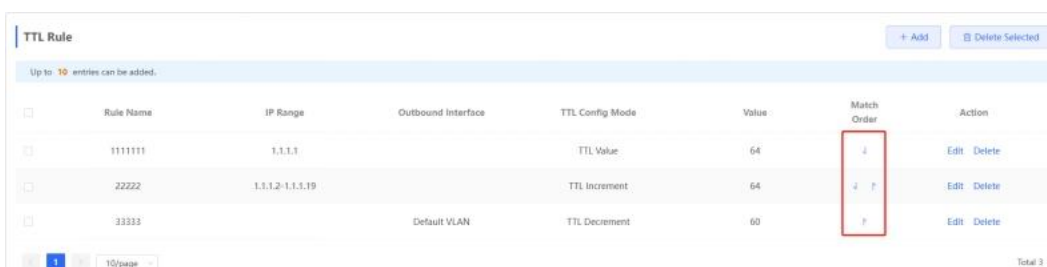 TTL Rule
+ Add
Delete Selected
Up to 10 entries can be added.
Rule Name IP Range Outbound Interface TTL Config Mode Value Match Order Action
1111111 1.1.1.1 TTL Value 64 Edit Delete
22222 1.1.1.2-1.1.1.19 TTL Increment 64 Edit Delete
33333 Default VLAN TTL Decrement 60 Edit Delete
1 10/page Total 3